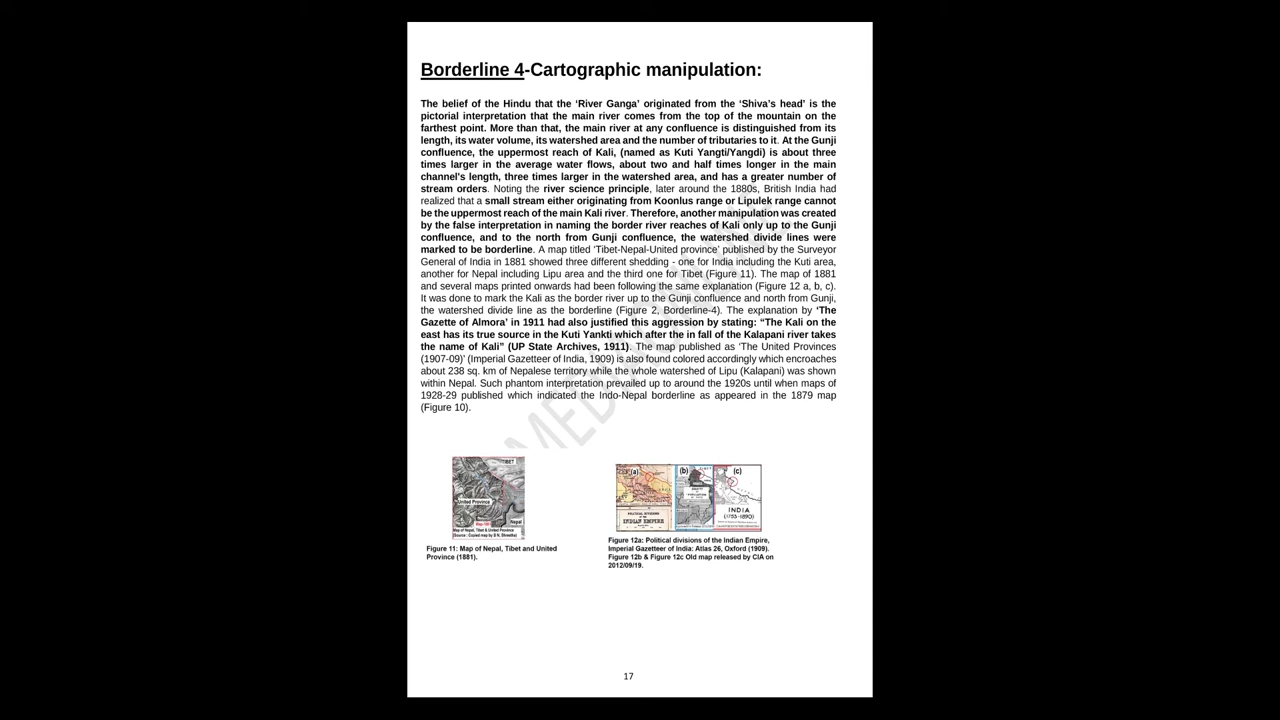 Borderline 4-Cartographic manipulation:
The belief of the Hindu that the ‘River Ganga’ originated from the ‘Shiva’s head’ is the
pictorial interpretation that the main river comes from the top of the mountain on the
farthest point. More than that, the main river at any confluence is distinguished from its
length, its water volume, its watershed area and the number of tributaries to it. At the Gunji
confluence, the uppermost reach of Kali, (named as Kuti Yangti/Yangdi) is about three
times larger in the average water flows, about two and half times longer in the main
channel's length, three times larger in the watershed area, and has a greater number of
stream orders. Noting the river science principle, later around the 1880s, British India had
realized that a small stream either originating from Koonlus range or Lipulek range cannot
be the uppermost reach of the main Kali river. Therefore, another manipulation was created
by the false interpretation in naming the border river reaches of Kali only up to the Gunji
confluence, and to the north from Gunji confluence, the watershed divide lines were
marked to be borderline. A map titled ‘Tibet-Nepal-United province’ published by the Surveyor
General of India in 1881 showed three different shedding - one for India including the Kuti area,
another for Nepal including Lipu area and the third one for Tibet (Figure 11). The map of 1881
and several maps printed onwards had been following the same explanation (Figure 12 a, b, c).
It was done to mark the Kali as the border river up to the Gunji confluence and north from Gunji,
the watershed divide line as the borderline (Figure 2, Borderline-4). The explanation by ‘The
Gazette of Almora’ in 1911 had also justified this aggression by stating: “The Kali on the
east has its true source in the Kuti Yankti which after the in fall of the Kalapani river takes
the name of Kali” (UP State Archives, 1911). The map published as ‘The United Provinces
(1907-09)’ (Imperial Gazetteer of India, 1909) is also found colored accordingly which encroaches
about 238 sq. km of Nepalese territory while the whole watershed of Lipu (Kalapani) was shown
within Nepal. Such phantom interpretation prevailed up to around the 1920s until when maps of
1928-29 published which indicated the Indo-Nepal borderline as appeared in the 1879 map
(Figure 10).
TIBET
United Province
Nepal
Map of Nepal, Tibet & United Province
(Source : Copied map by B N. Shrestha)
Figure 11: Map of Nepal, Tibet and United
Province (1881).
(a)
(b)
(c)
INDIAN EMPIRE
INDIA
(1753-1890)
Figure 12a: Political divisions of the Indian Empire,
Imperial Gazetteer of India: Atlas 26, Oxford (1909).
Figure 12b & Figure 12c Old map released by CIA on
2012/09/19.
17